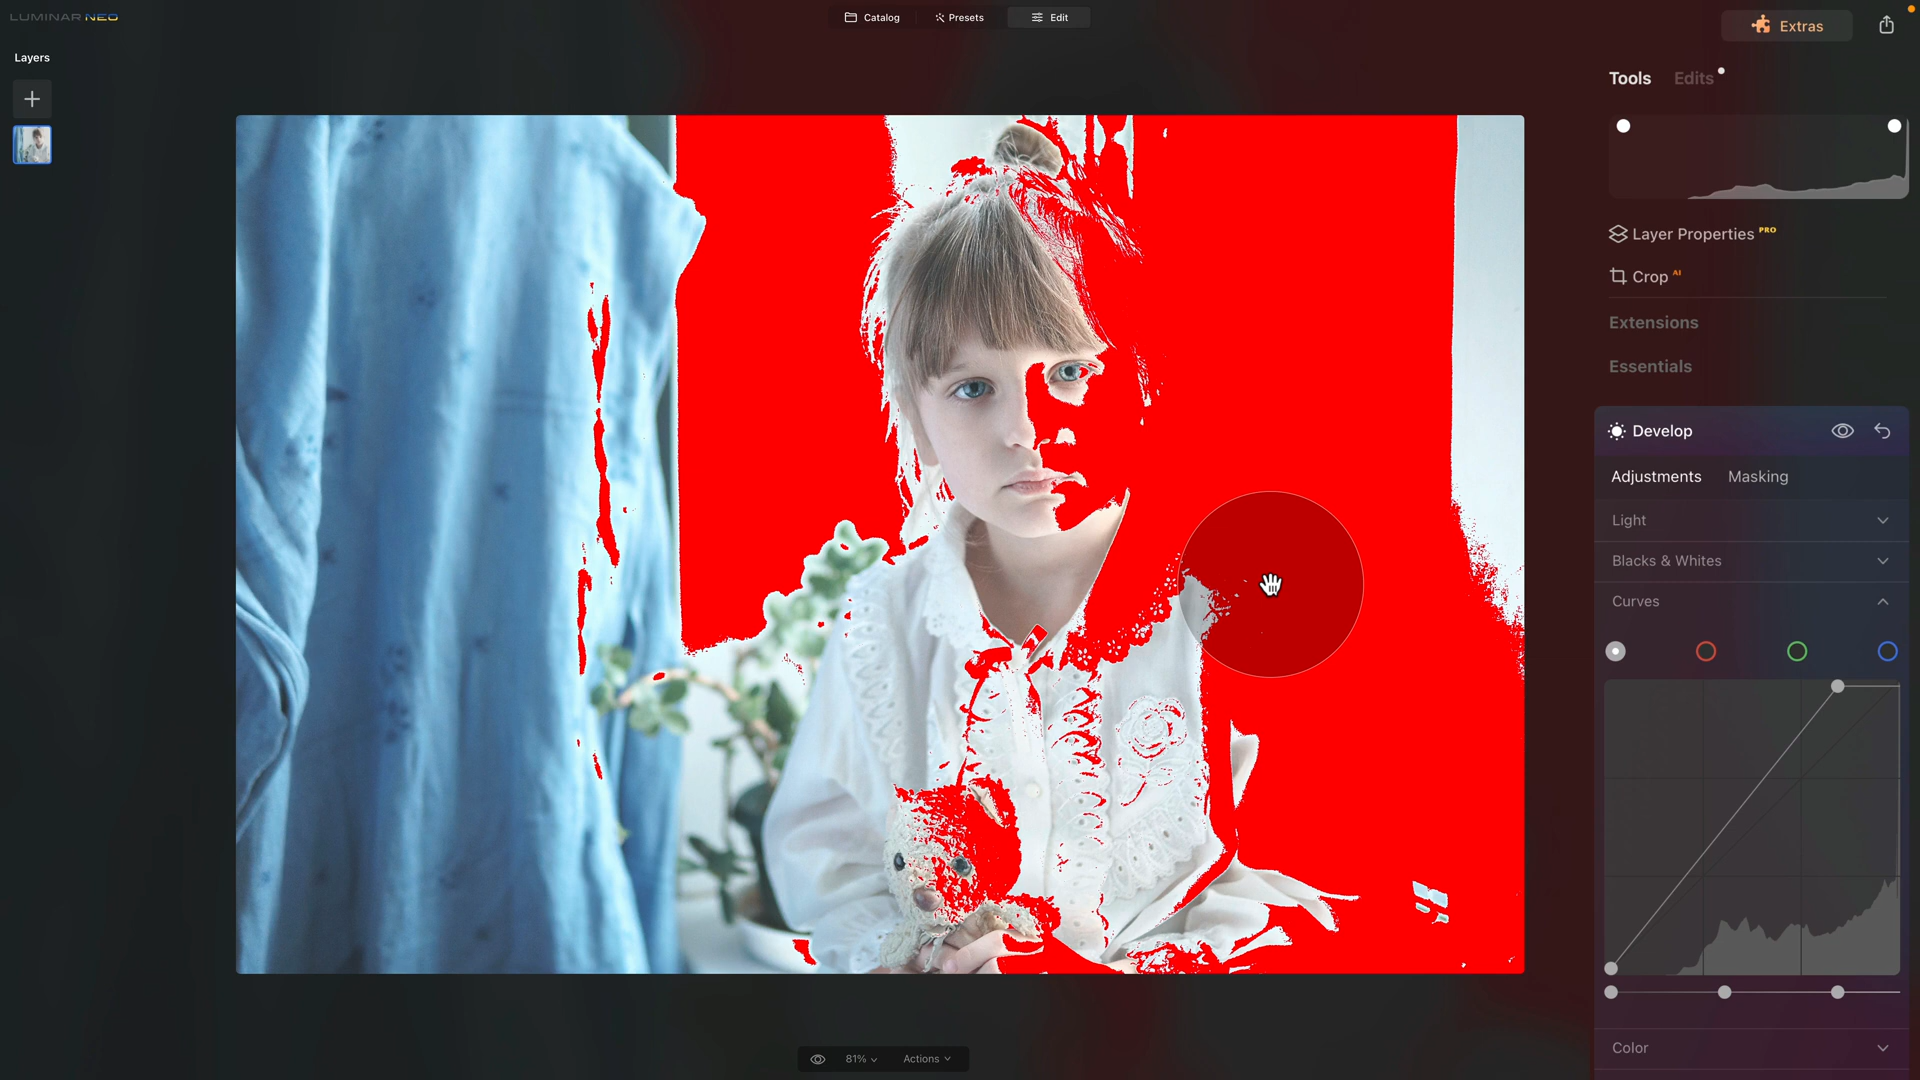 LUMINAR NEO
Catalog
Presets
Edit
Extras
Layers
Tools
Edits
Layer Properties PRO
Crop AI
Extensions
Essentials
Develop
Adjustments
Masking
Light
Blacks & Whites
Curves
Color
81%
Actions